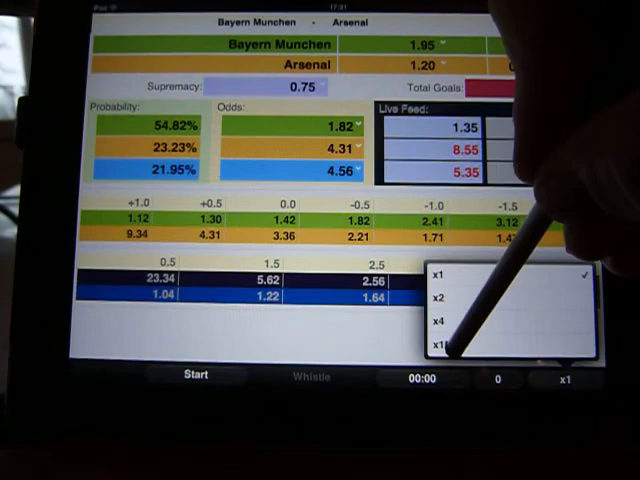 iPad 17:31
Bayern Munchen - Arsenal
Bayern Munchen 1.95
Arsenal 1.20
Supremacy: 0.75 Total Goals:
Probability: Odds: Live Feed:
54.82% 1.82 1.35
23.23% 4.31 8.55
21.95% 4.56 5.35
+1.0 +0.5 0.0 -0.5 -1.0 -1.5
1.12 1.30 1.42 1.82 2.41 3.12
9.34 4.31 3.36 2.21 1.71
0.5 1.5 2.5
23.34 5.62 2.56
1.04 1.22 1.64
x1 ✓
x2
x4
Start Whistle 00:00 0 x1